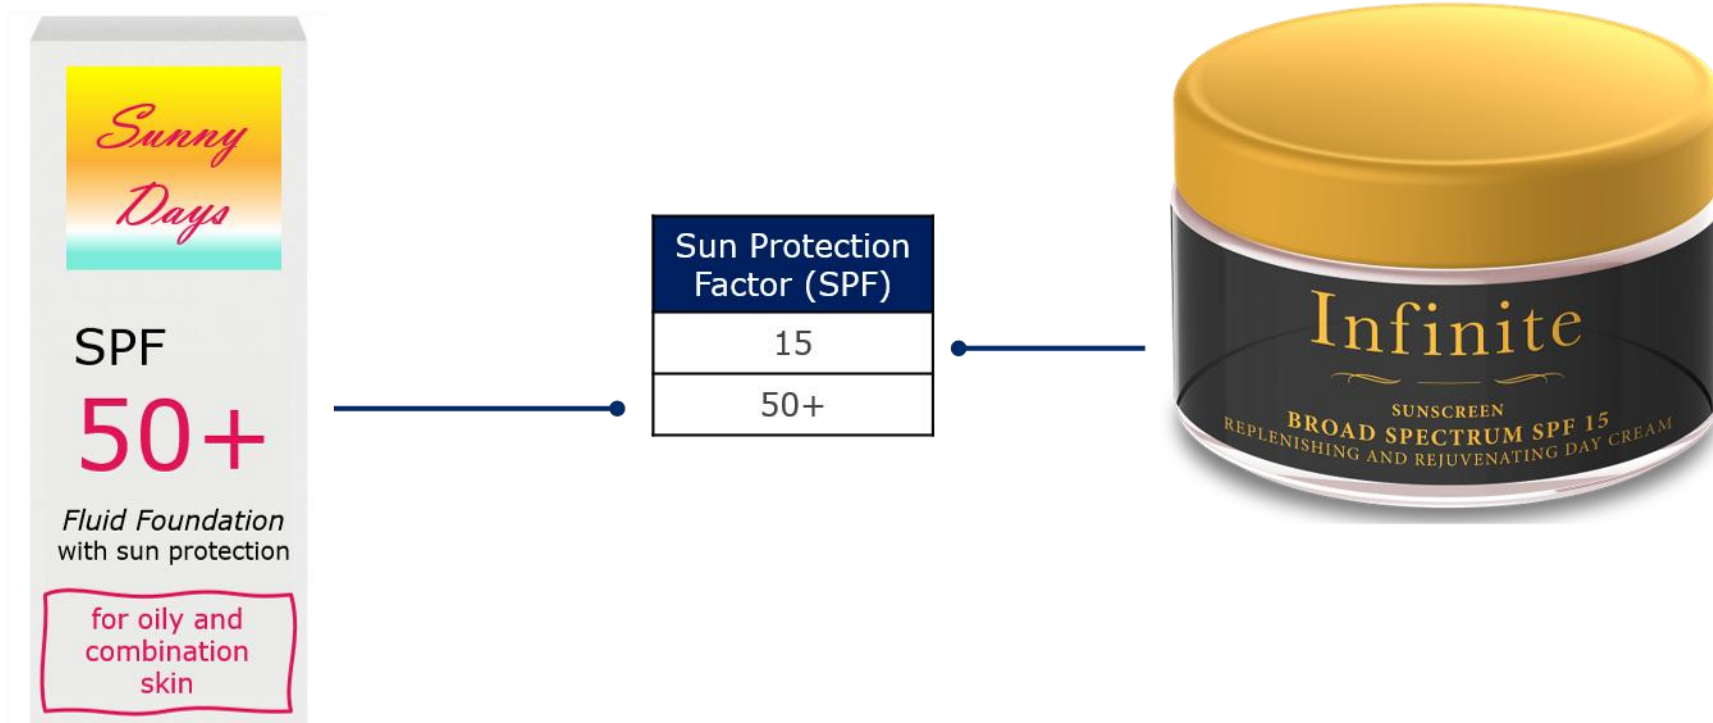 Sunny
Days
SPF
50+
Fluid Foundation
with sun protection
for oily and
combination
skin
Sun Protection
Factor (SPF)
15
50+
Infinite
SUNSCREEN
BROAD SPECTRUM SPF 15
REPLENISHING AND REJUVENATING DAY CREAM